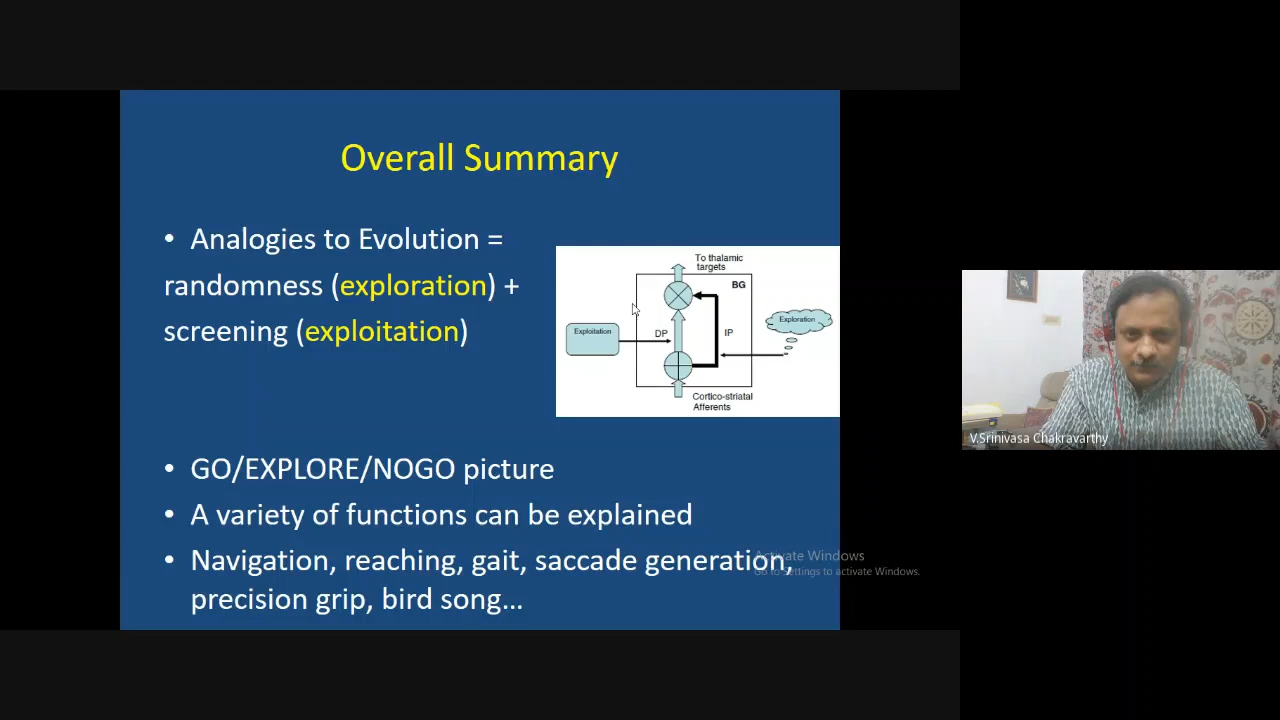 Overall Summary
• Analogies to Evolution =
randomness (exploration) +
screening (exploitation)
To thalamic
targets
BG
Exploitation
DP
IP
Exploration
Cortico-striatal
Afferents
• GO/EXPLORE/NOGO picture
• A variety of functions can be explained
• Navigation, reaching, gait, saccade generation,
precision grip, bird song...
Activate Windows
Go to Settings to activate Windows.
V.Srinivasa Chakravarthy